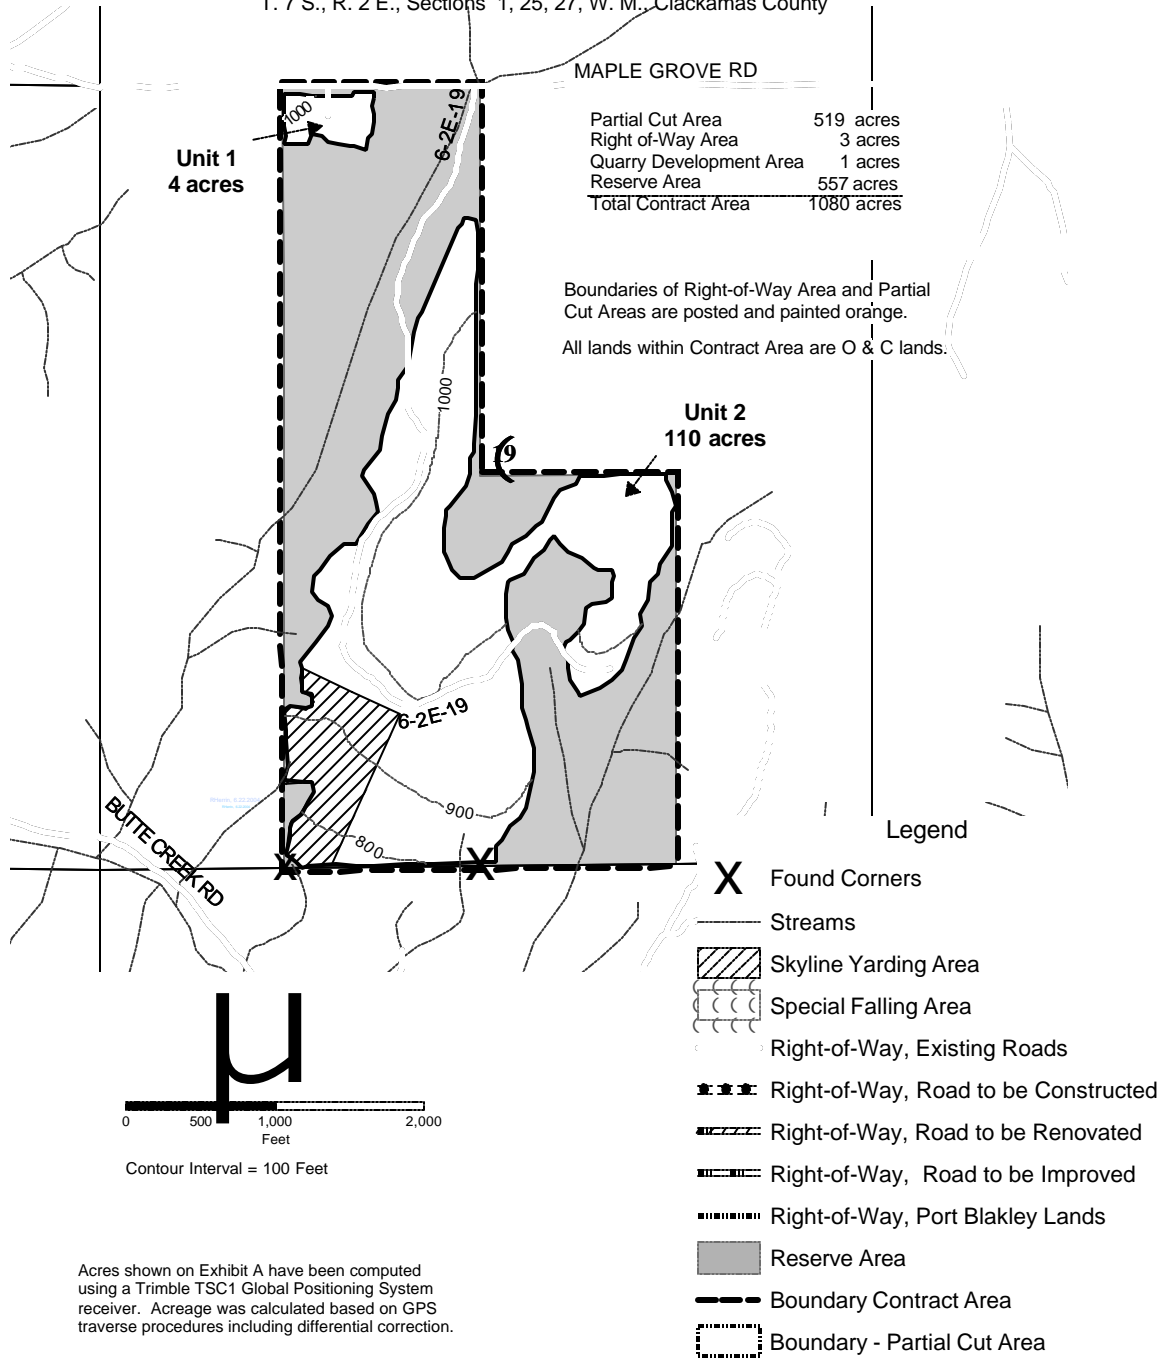 T. 7 S., R. 2 E., Sections 1, 25, 27, W. M., Clackamas County
MAPLE GROVE RD
Partial Cut Area 519 acres
Right of-Way Area 3 acres
Quarry Development Area 1 acres
Reserve Area 557 acres
Total Contract Area 1080 acres
1000
6-2E-19
Unit 1
4 acres
Boundaries of Right-of-Way Area and Partial
Cut Areas are posted and painted orange.
All lands within Contract Area are O & C lands.
1000
Unit 2
110 acres
19
6-2E-19
900
800
BUTTE CREEK RD
X
X
Legend
X Found Corners
Streams
Skyline Yarding Area
Special Falling Area
Right-of-Way, Existing Roads
Right-of-Way, Road to be Constructed
Right-of-Way, Road to be Renovated
Right-of-Way, Road to be Improved
Right-of-Way, Port Blakley Lands
Reserve Area
Boundary Contract Area
Boundary - Partial Cut Area
0 500 1,000 2,000
Feet
Contour Interval = 100 Feet
Acres shown on Exhibit A have been computed
using a Trimble TSC1 Global Positioning System
receiver. Acreage was calculated based on GPS
traverse procedures including differential correction.